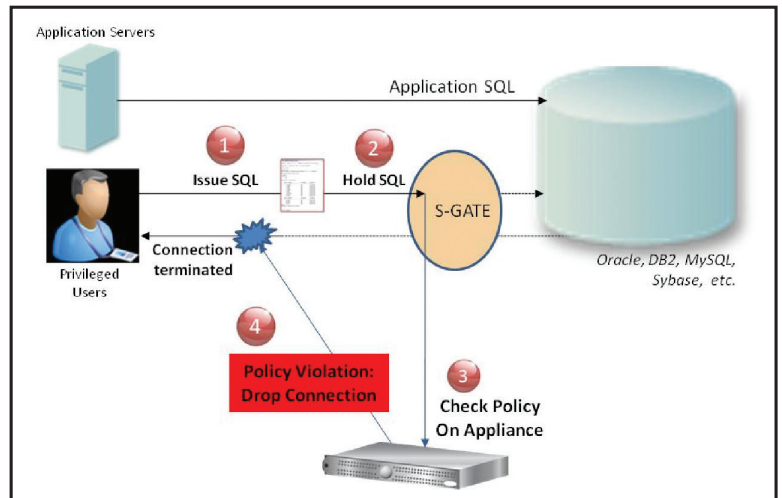 Application Servers
Application SQL
1
2
Issue SQL
Hold SQL
S-GATE
Privileged
Users
Connection
terminated
Oracle, DB2, MySQL,
Sybase, etc.
4
Policy Violation:
Drop Connection
3
Check Policy
On Appliance